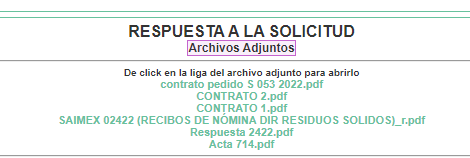 RESPUESTA A LA SOLICITUD
Archivos Adjuntos
De click en la liga del archivo adjunto para abrirlo
contrato pedido S 053 2022.pdf
CONTRATO 2.pdf
CONTRATO 1.pdf
SAIMEX 02422 (RECIBOS DE NÓMINA DIR RESIDUOS SOLIDOS)_r.pdf
Respuesta 2422.pdf
Acta 714.pdf